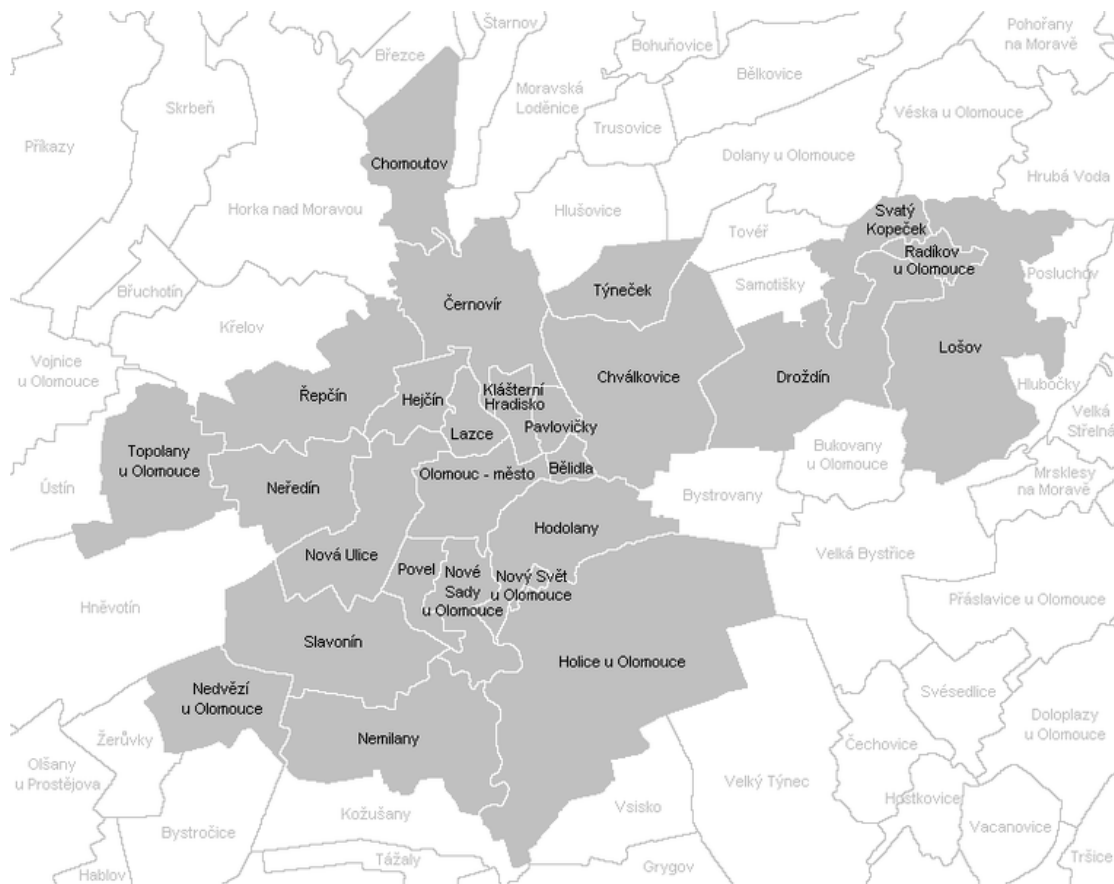 Štarnov
Březce
Bohuňovice
Pohořany
na Moravě
Bělkovice
Moravská
Loděnice
Skrbeň
Véska u Olomouce
Trusovice
Příkazy
Dolany u Olomouce
Chomoutov
Hrubá Voda
Horka nad Moravou
Hlušovice
Svatý
Kopeček
Tovéř
Radíkov
u Olomouce
Břuchotín
Týneček
Samotišky
Posluchov
Černovír
Křelov
Vojnice
u Olomouce
Lošov
Chválkovice
Droždín
Hlubočky
Řepčín
Hejčín
Klášterní
Hradisko
Velká
Střelná
Pavlovičky
Lazce
Topolany
u Olomouce
Bukovany
u Olomouce
Bělidla
Olomouc - město
Mrsklesy
na Moravě
Ústín
Neředín
Bystrovany
Hodolany
Nová Ulice
Velká Bystřice
Povel
Nové
Sady
u Olomouce
Nový Svět
u Olomouce
Hněvotín
Přáslavice u Olomouce
Slavonín
Holice u Olomouce
Nedvězí
u Olomouce
Svésedlice
Doloplazy
u Olomouce
Žerůvky
Nemilany
Čechovice
Olšany
u Prostějova
Velký Týnec
Hostkovice
Kožušany
Vsisko
Bystročice
Vacanovice
Tážaly
Grygov
Tršice
Hablov